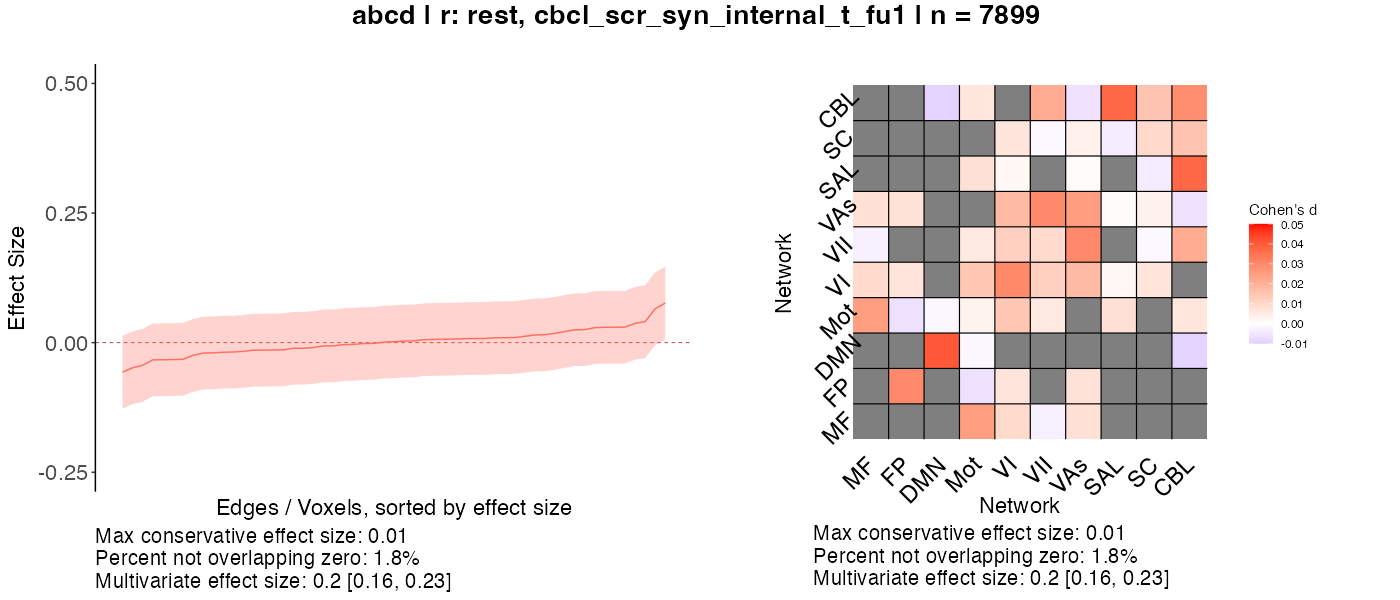 abcd | r: rest, cbcl_scr_syn_internal_t_fu1 | n = 7899
Effect Size
0.50
0.25
0.00
-0.25
Edges / Voxels, sorted by effect size
Max conservative effect size: 0.01
Percent not overlapping zero: 1.8%
Multivariate effect size: 0.2 [0.16, 0.23]
Network
CBL
SC
SAL
VAs
VII
VI
Mot
DMN
FP
MF
MF FP DMN Mot VI VII VAs SAL SC CBL
Network
Max conservative effect size: 0.01
Percent not overlapping zero: 1.8%
Multivariate effect size: 0.2 [0.16, 0.23]
Cohen's d
0.05
0.04
0.03
0.02
0.01
0.00
-0.01